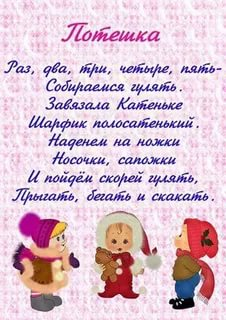 Потешка
Раз, два, три, четыре, пять-
Собираемся гулять.
Завязала Катеньке
Шарфик полосатенький.
Наденем на ножки
Носочки, сапожки
И пойдём скорей гулять,
Прыгать, бегать и скакать.